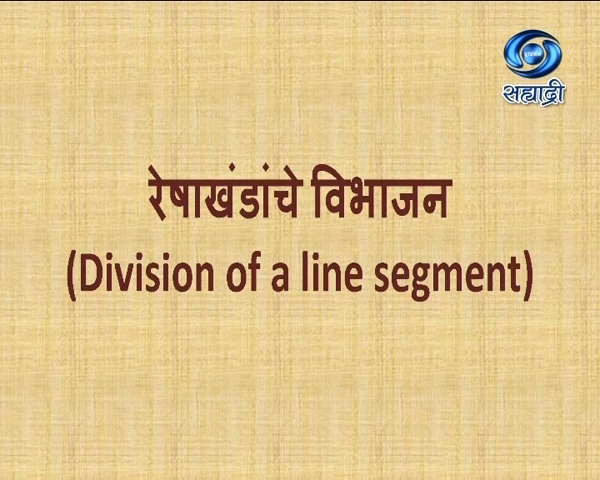 सह्याद्री
रेषाखंडांचे विभाजन
(Division of a line segment)